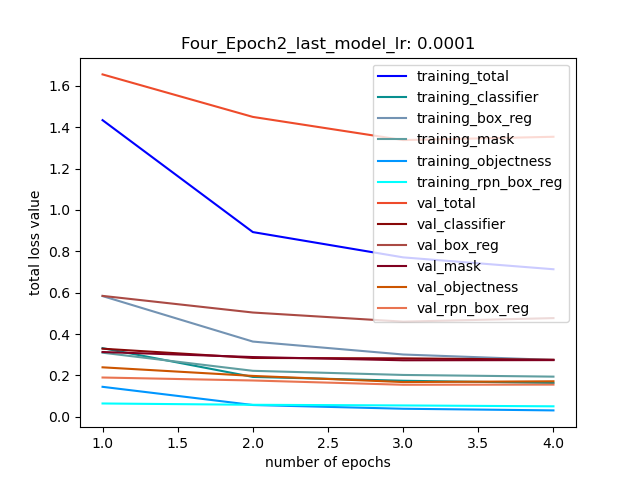 Four_Epoch2_last_model_lr: 0.0001
total loss value
1.6
1.4
1.2
1.0
0.8
0.6
0.4
0.2
0.0
training_total
training_classifier
training_box_reg
training_mask
training_objectness
training_rpn_box_reg
val_total
val_classifier
val_box_reg
val_mask
val_objectness
val_rpn_box_reg
1.0 1.5 2.0 2.5 3.0 3.5 4.0
number of epochs